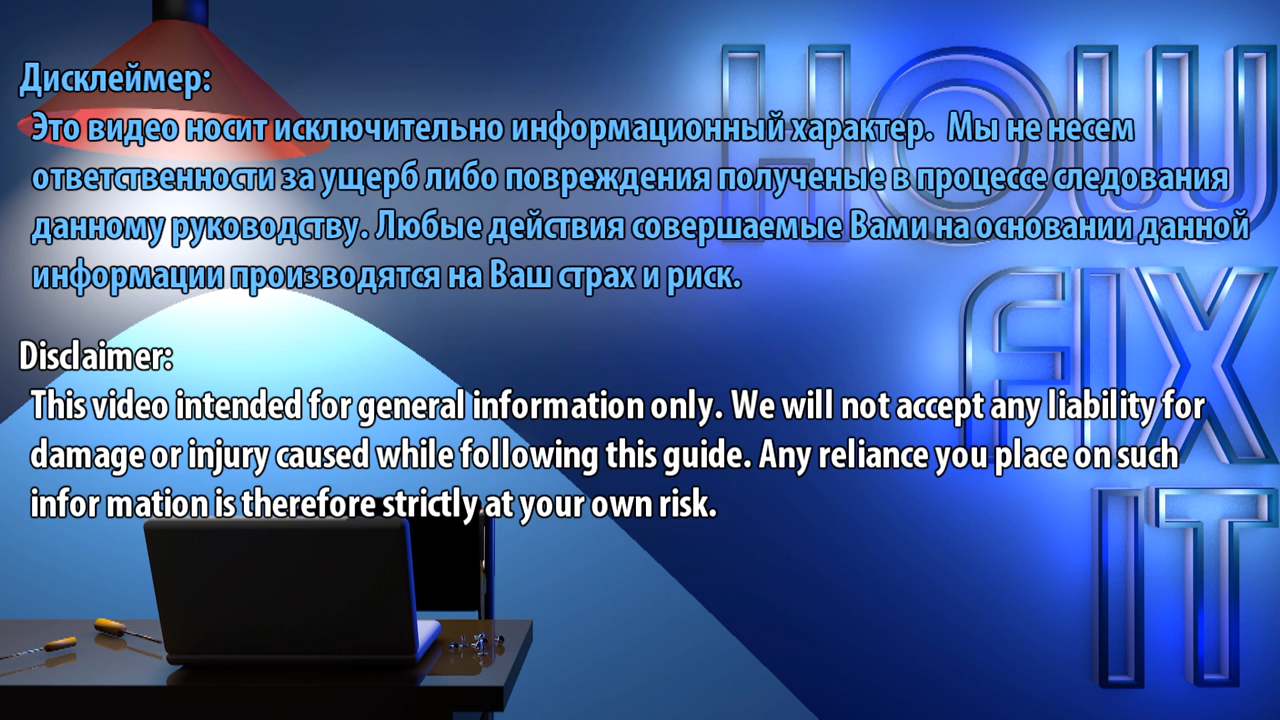 Дисклеймер:
Это видео носит исключительно информационный характер. Мы не несем
ответственности за ущерб либо повреждения полученые в процессе следования
данному руководству. Любые действия совершаемые Вами на основании данной
информации производятся на Ваш страх и риск.
Disclaimer:
This video intended for general information only. We will not accept any liability for
damage or injury caused while following this guide. Any reliance you place on such
infor mation is therefore strictly at your own risk.
HOW
FIX
IT